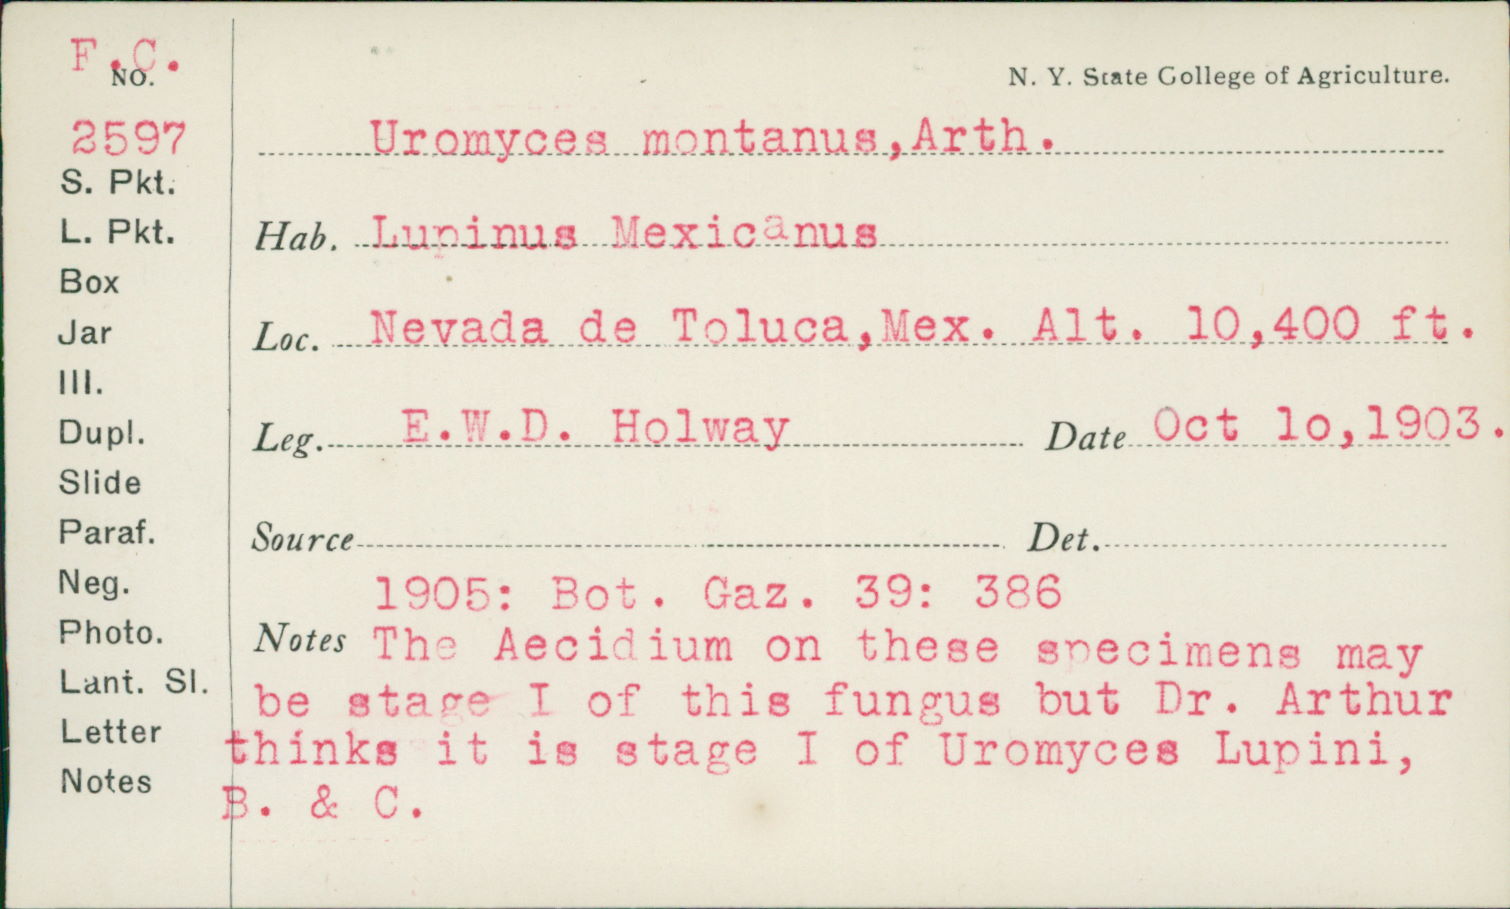 F.C.
NO.
N. Y. State College of Agriculture.
2597
Uromyces montanus,Arth.
S. Pkt.
L. Pkt.
Hab. Lupinus Mexicanus
Box
Jar
Loc. Nevada de Toluca,Mex. Alt. 10,400 ft.
Ill.
Dupl.
Leg. E.W.D. Holway Date Oct 1o,1903.
Slide
Paraf.
Source Det.
Neg.
1905: Bot. Gaz. 39: 386
Photo.
Notes The Aecidium on these specimens may
Lant. Sl.
be stage I of this fungus but Dr. Arthur
Letter
thinks it is stage I of Uromyces Lupini,
Notes
B. & C.